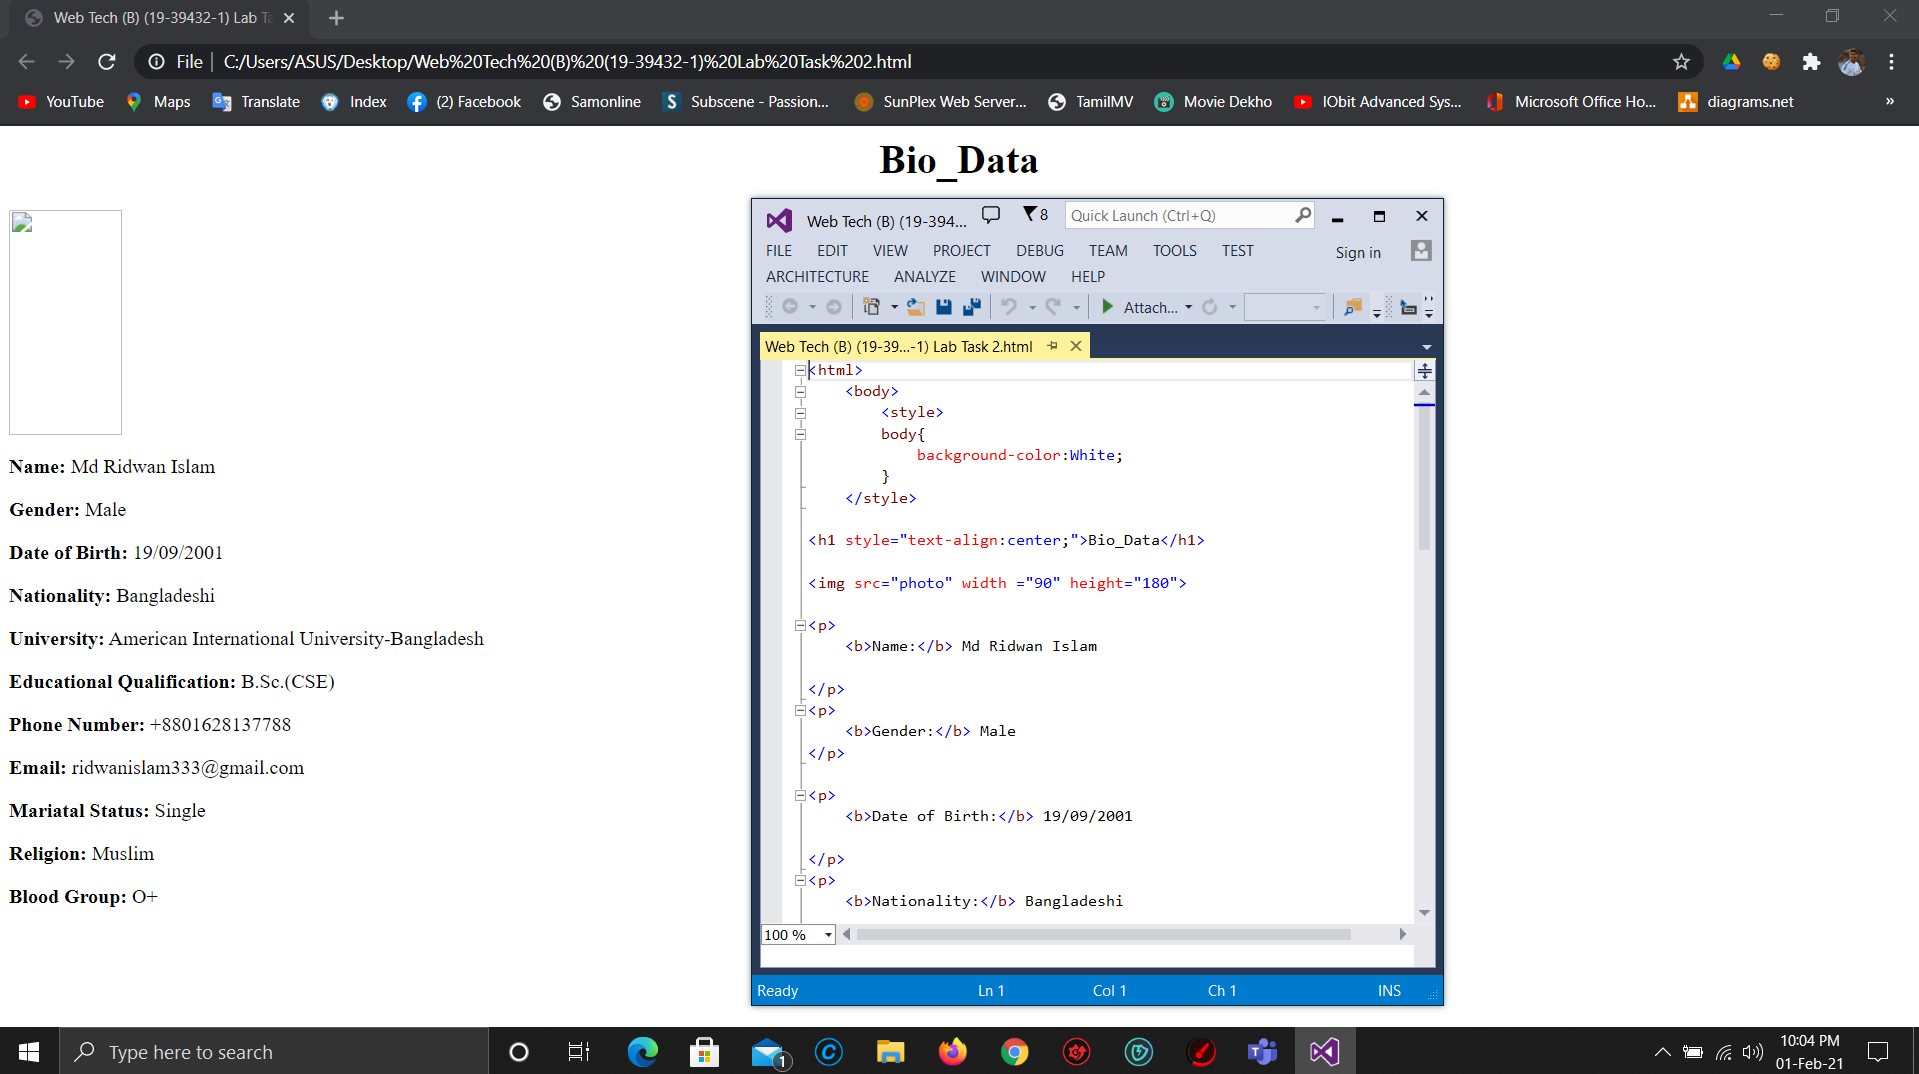 Web Tech (B) (19-39432-1) Lab Ta
File C:/Users/ASUS/Desktop/Web%20Tech%20(B)%20(19-39432-1)%20Lab%20Task%202.html
YouTube Maps Translate Index (2) Facebook Samonline Subscene - Passion... SunPlex Web Server... TamilMV Movie Dekho IObit Advanced Sys... Microsoft Office Ho... diagrams.net »
Bio_Data
Name: Md Ridwan Islam
Gender: Male
Date of Birth: 19/09/2001
Nationality: Bangladeshi
University: American International University-Bangladesh
Educational Qualification: B.Sc.(CSE)
Phone Number: +8801628137788
Email: ridwanislam333@gmail.com
Mariatal Status: Single
Religion: Muslim
Blood Group: O+
Web Tech (B) (19-394... 8 Quick Launch (Ctrl+Q)
FILE EDIT VIEW PROJECT DEBUG TEAM TOOLS TEST Sign in
ARCHITECTURE ANALYZE WINDOW HELP
Attach...
Web Tech (B) (19-39...-1) Lab Task 2.html
<html>
<body>
<style>
body{
background-color:White;
}
</style>
<h1 style="text-align:center;">Bio_Data</h1>
<img src="photo" width ="90" height="180">
<p>
<b>Name:</b> Md Ridwan Islam
</p>
<p>
<b>Gender:</b> Male
</p>
<p>
<b>Date of Birth:</b> 19/09/2001
</p>
<p>
<b>Nationality:</b> Bangladeshi
100 %
Ready Ln 1 Col 1 Ch 1 INS
Type here to search
1
10:04 PM
01-Feb-21